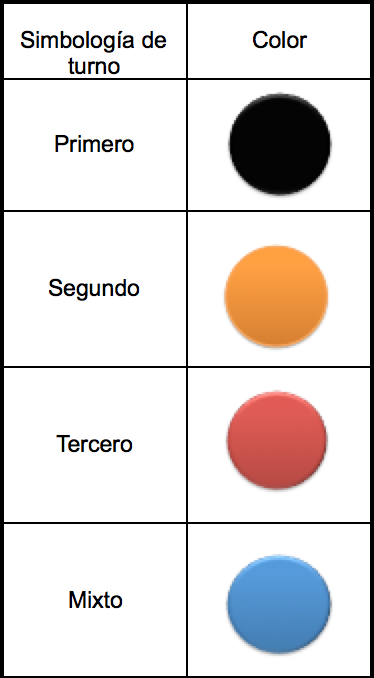 Simbología de
turno
Color
Primero
Segundo
Tercero
Mixto